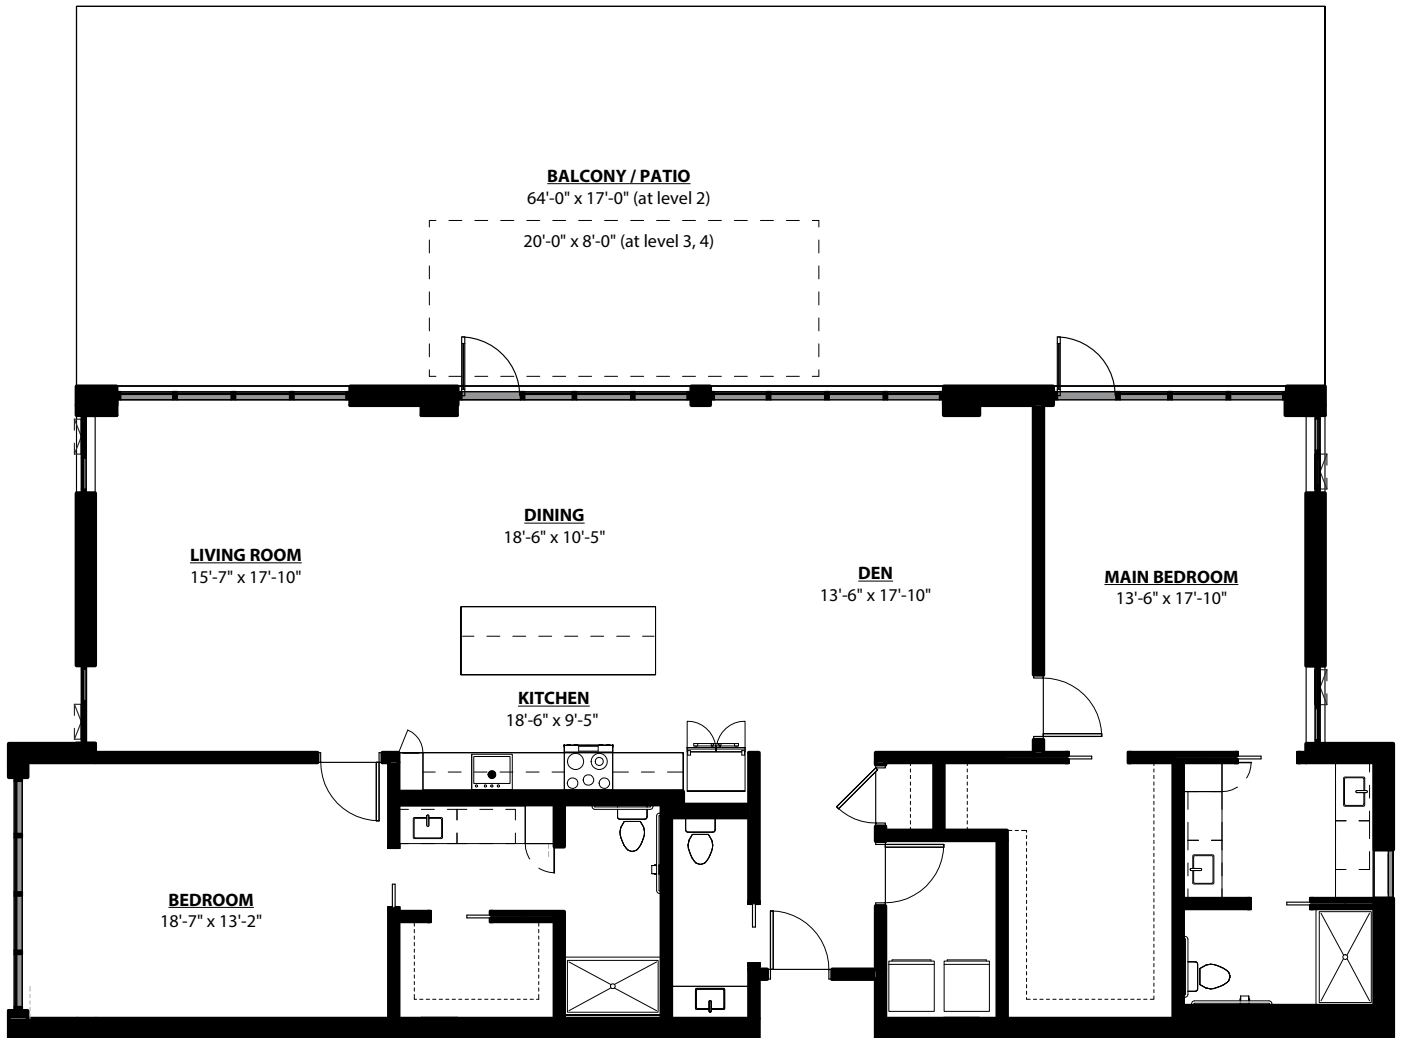 BALCONY / PATIO
64'-0" x 17'-0" (at level 2)
20'-0" x 8'-0" (at level 3, 4)
DINING
18'-6" x 10'-5"
LIVING ROOM
15'-7" x 17'-10"
DEN
13'-6" x 17'-10"
MAIN BEDROOM
13'-6" x 17'-10"
KITCHEN
18'-6" x 9'-5"
BEDROOM
18'-7" x 13'-2"